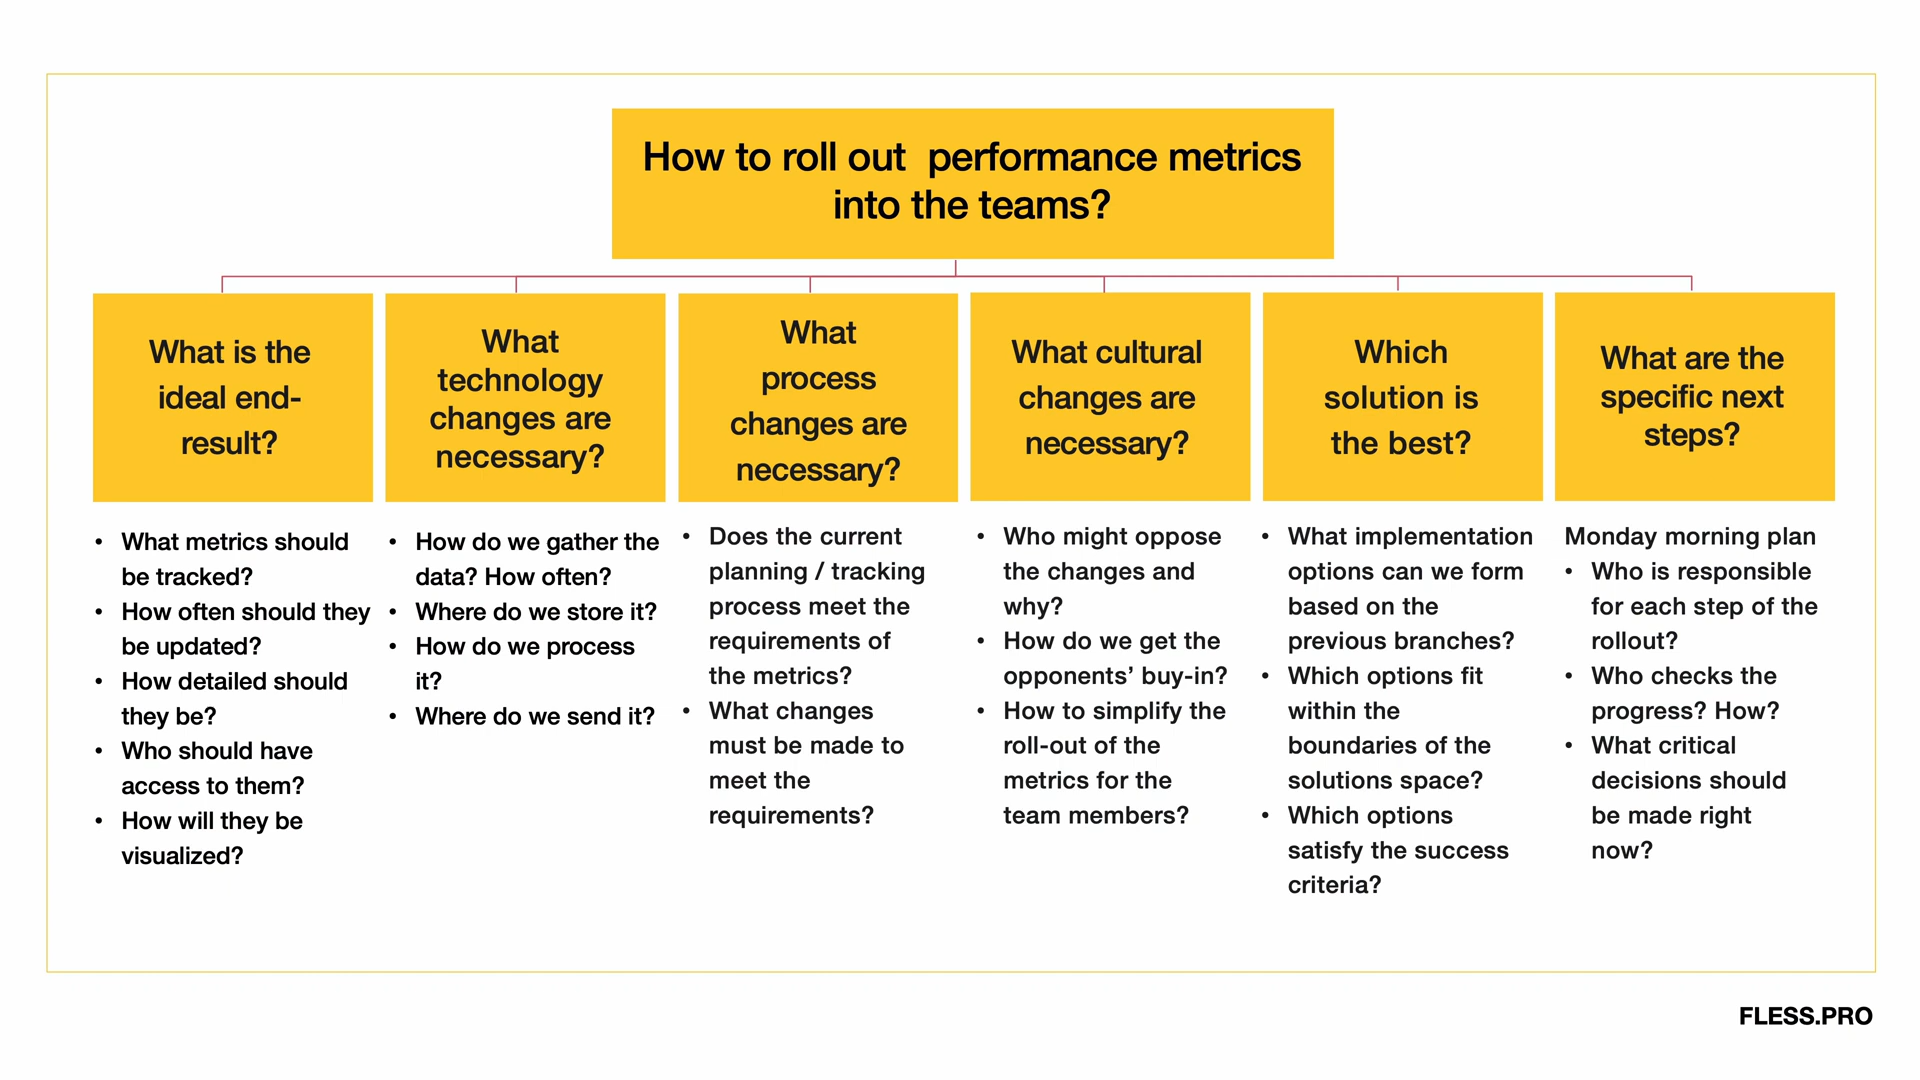 How to roll out  performance metrics
into the teams?
What is the
ideal end-
result?
• What metrics should
be tracked?
• How often should they
be updated?
• How detailed should
they be?
• Who should have
access to them?
• How will they be
visualized?
What
technology
changes are
necessary?
• How do we gather the
data? How often?
• Where do we store it?
• How do we process
it?
• Where do we send it?
What
process
changes are
necessary?
• Does the current
planning / tracking
process meet the
requirements of
the metrics?
• What changes
must be made to
meet the
requirements?
What cultural
changes are
necessary?
• Who might oppose
the changes and
why?
• How do we get the
opponents’ buy-in?
• How to simplify the
roll-out of the
metrics for the
team members?
Which
solution is
the best?
• What implementation
options can we form
based on the
previous branches?
• Which options fit
within the
boundaries of the
solutions space?
• Which options
satisfy the success
criteria?
What are the
specific next
steps?
Monday morning plan
• Who is responsible
for each step of the
rollout?
• Who checks the
progress? How?
• What critical
decisions should
be made right
now?
FLESS.PRO